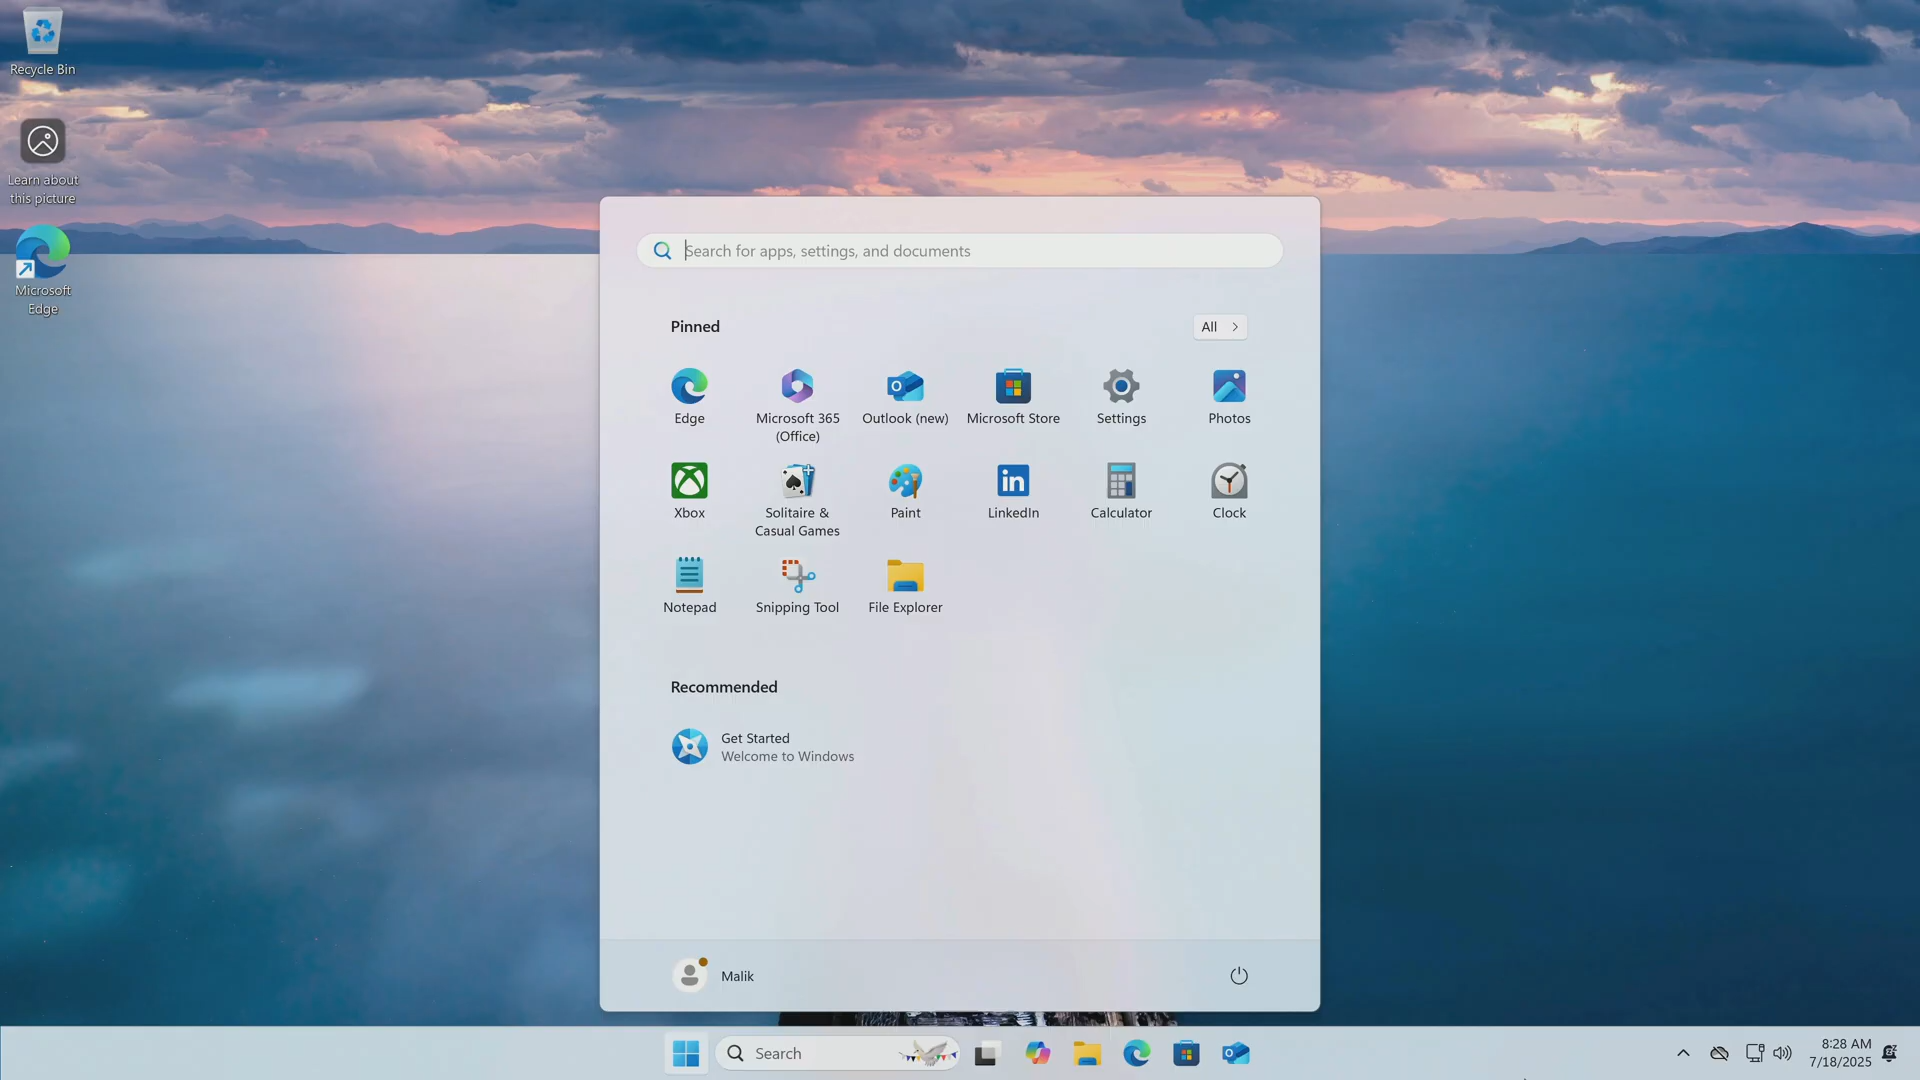 Recycle Bin
Learn about
this picture
Microsoft
Edge
Search for apps, settings, and documents
Pinned
All
Edge
Microsoft 365
(Office)
Outlook (new)
Microsoft Store
Settings
Photos
Xbox
Solitaire &
Casual Games
Paint
LinkedIn
Calculator
Clock
Notepad
Snipping Tool
File Explorer
Recommended
Get Started
Welcome to Windows
Malik
Search
8:28 AM
7/18/2025